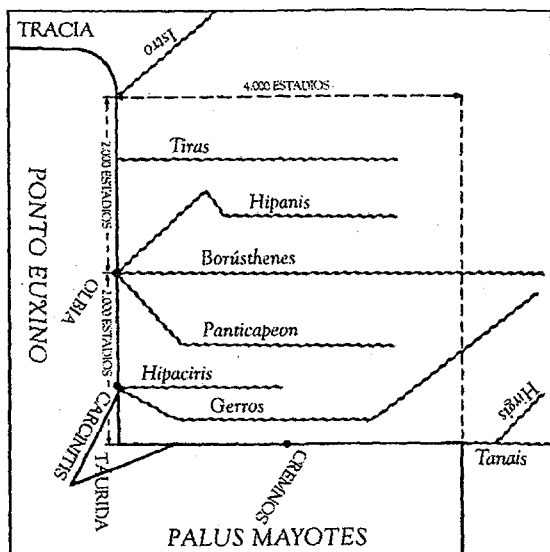 TRACIA
Istro
4.000 ESTADIOS
2.000 ESTADIOS
Tiras
PONTO EUXINO
Hipanis
Borústhenes
OLBIA
2.000 ESTADIOS
Panticapeon
Hipaciris
CARCINITIS
Gerros
Hirgis
TAURIDA
CREMNOS
Tanais
PALUS MAYOTES